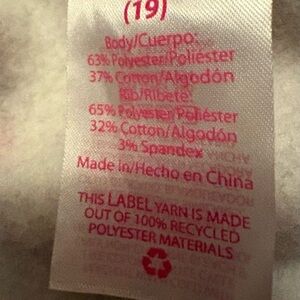 (19)
Body/Cuerpo:
63% Polyester/Poliéster
37% Cotton/Algodón
Rib/Ribete:
65% Polyester/Poliéster
32% Cotton/Algodón
3% Spandex
Made in/Hecho en China
THIS LABEL YARN IS MADE
OUT OF 100% RECYCLED
POLYESTER MATERIALS